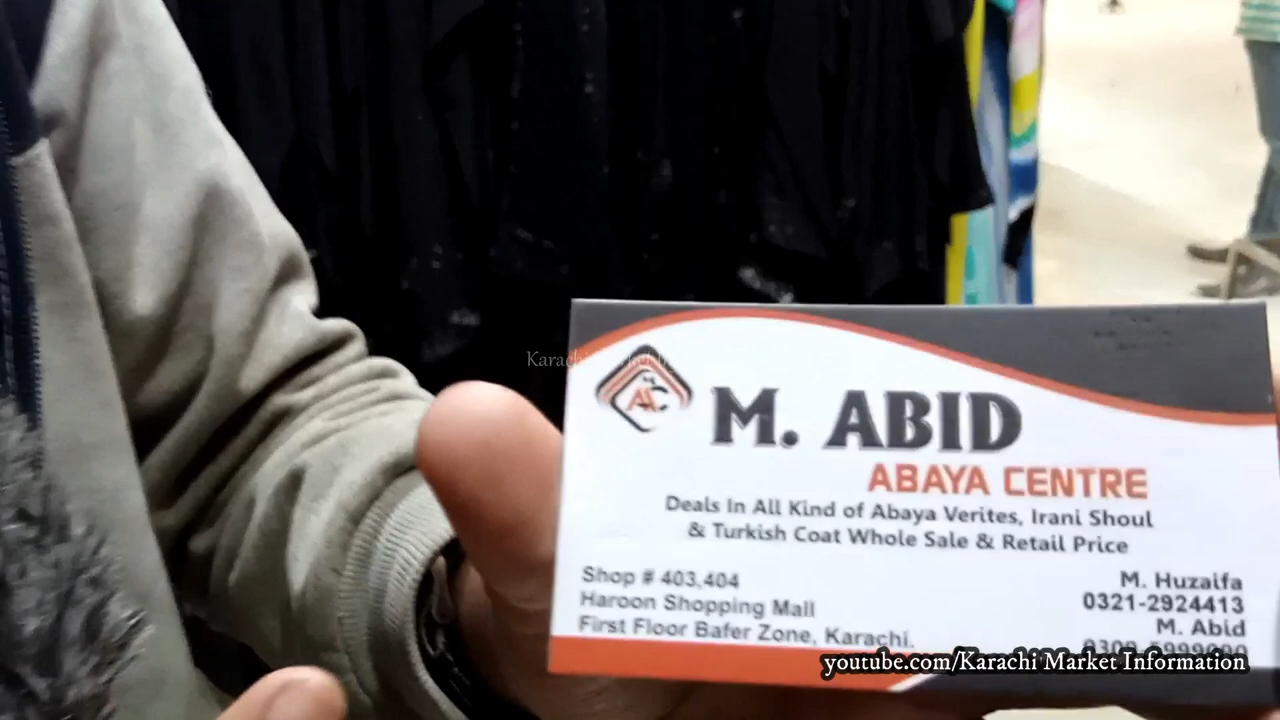 M. ABID
ABAYA CENTRE
Deals In All Kind of Abaya Verites, Irani Shoul
& Turkish Coat Whole Sale & Retail Price
Shop # 403,404
Haroon Shopping Mall
First Floor Bafer Zone, Karachi.
M. Huzaifa
0321-2924413
M. Abid
youtube.com/Karachi Market Information
Karachi